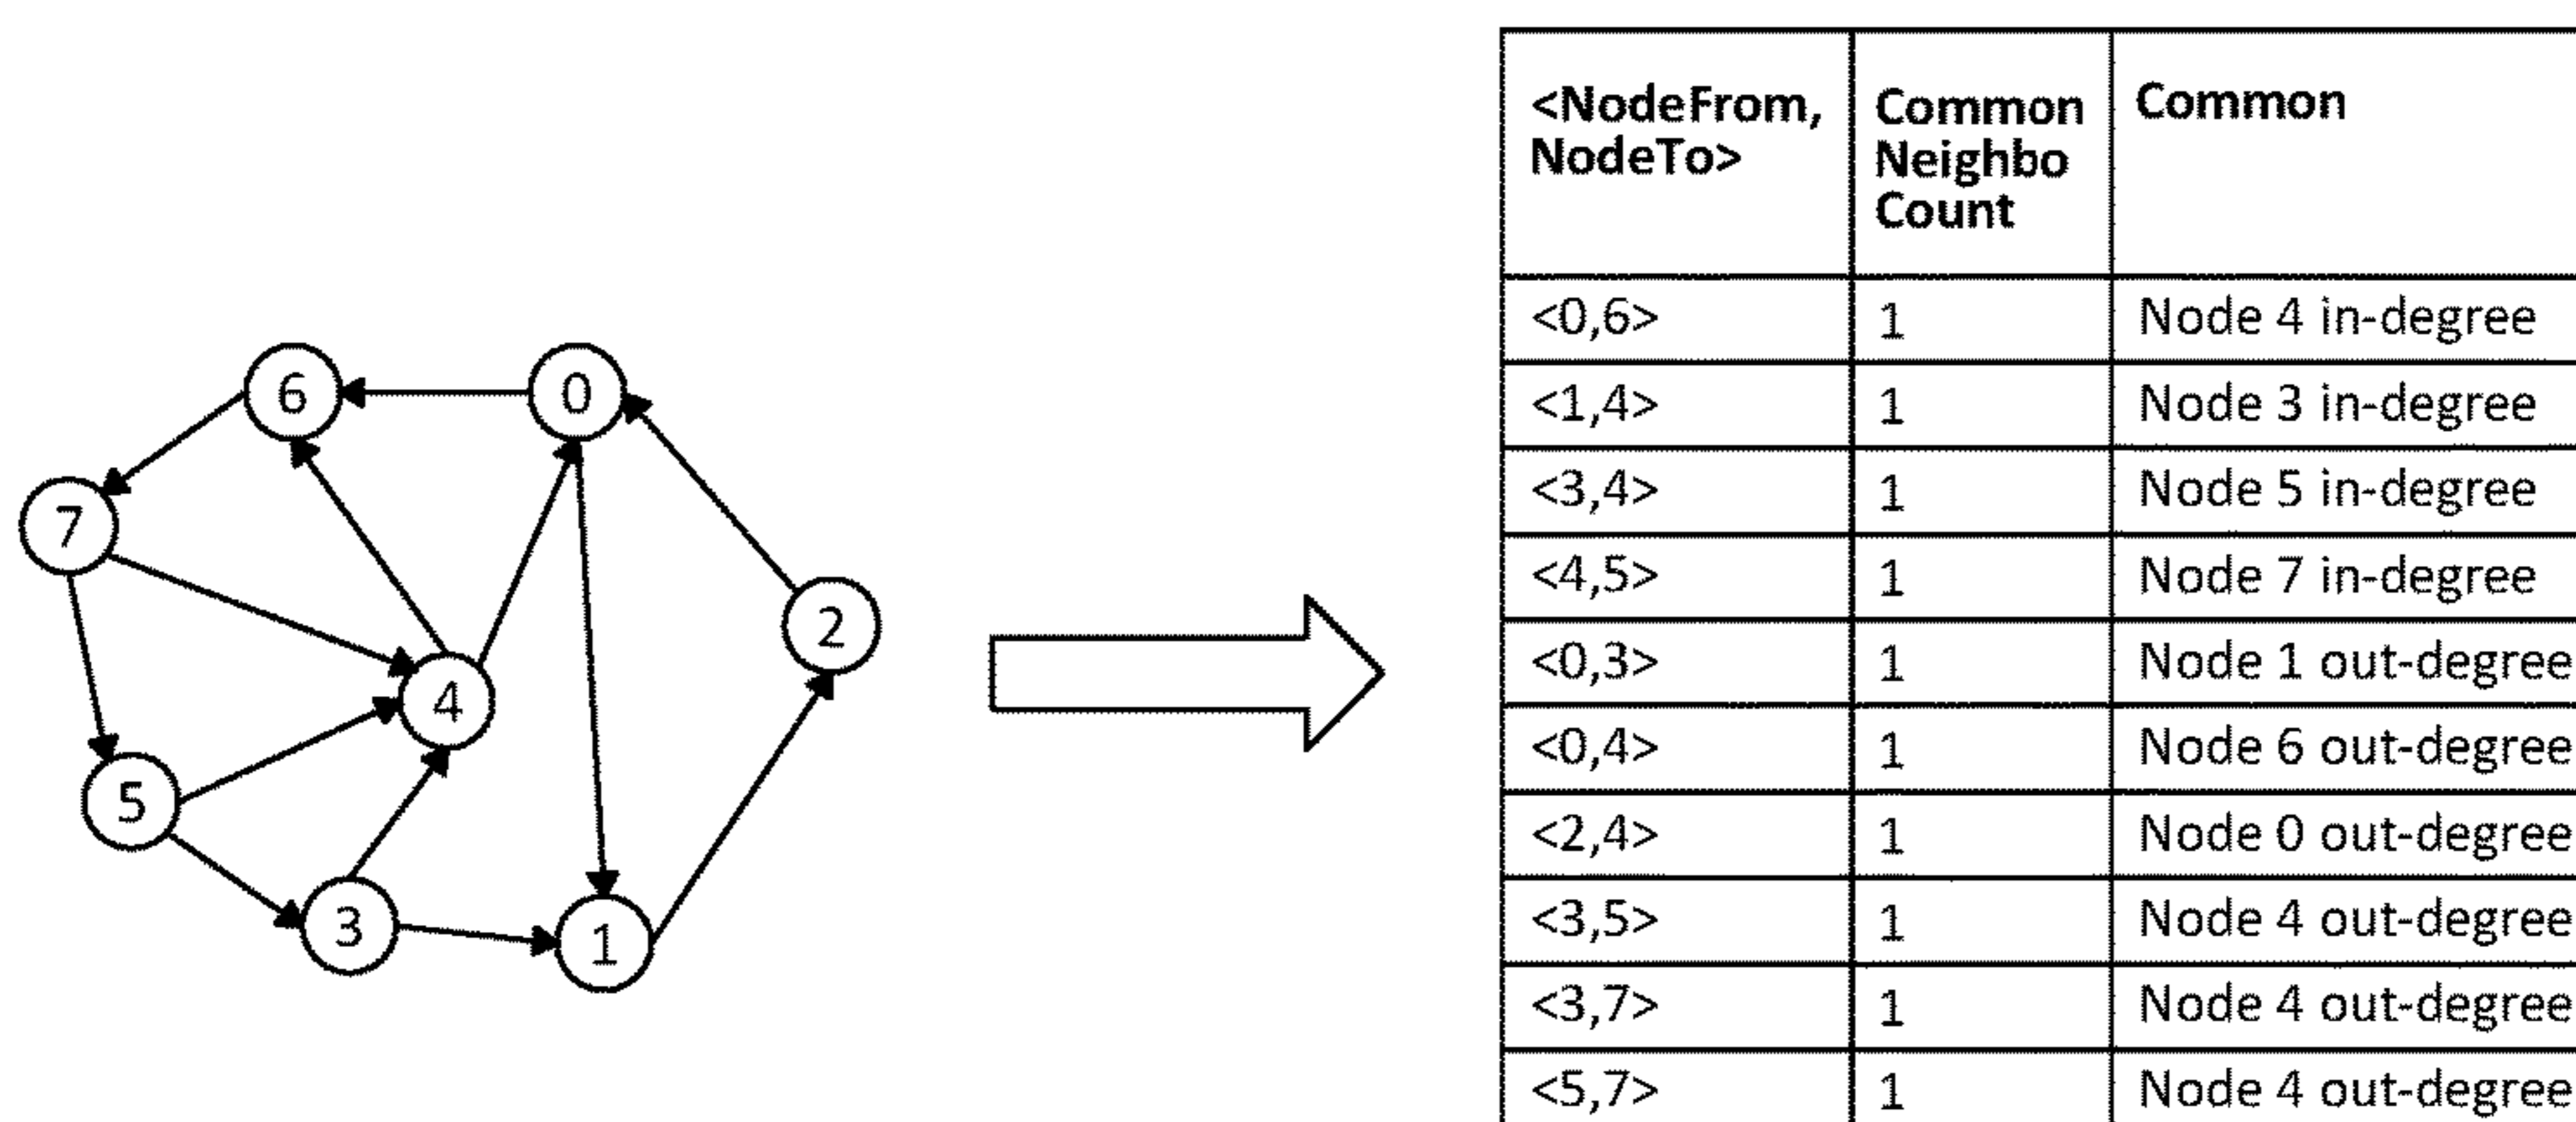 <NodeFrom,
NodeTo>
Common
Neighbo
Count
Common
<0,6> 1 Node 4 in-degree
<1,4> 1 Node 3 in-degree
<3,4> 1 Node 5 in-degree
<4,5> 1 Node 7 in-degree
<0,3> 1 Node 1 out-degree
<0,4> 1 Node 6 out-degree
<2,4> 1 Node 0 out-degree
<3,5> 1 Node 4 out-degree
<3,7> 1 Node 4 out-degree
<5,7> 1 Node 4 out-degree
6
0
7
2
4
5
3
1